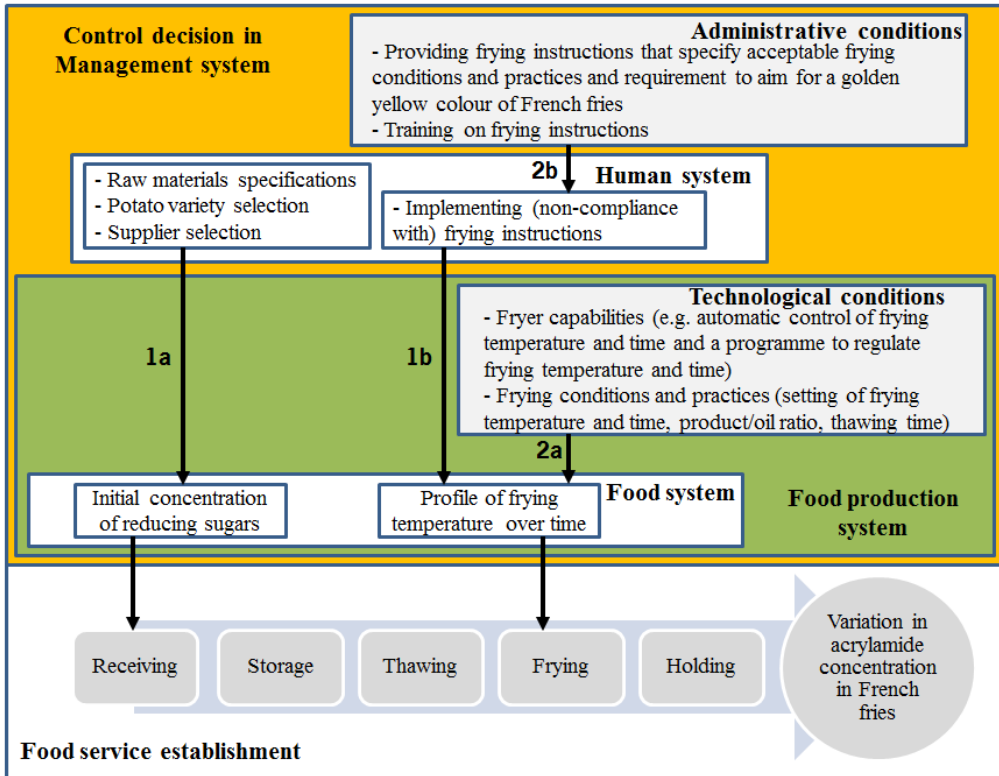 Control decision in
Management system
Administrative conditions
- Providing frying instructions that specify acceptable frying
conditions and practices and requirement to aim for a golden
yellow colour of French fries
- Training on frying instructions
2b
Human system
- Raw materials specifications
- Potato variety selection
- Supplier selection
- Implementing (non-compliance
with) frying instructions
Technological conditions
- Fryer capabilities (e.g. automatic control of frying
temperature and time and a programme to regulate
frying temperature and time)
- Frying conditions and practices (setting of frying
temperature and time, product/oil ratio, thawing time)
1a
1b
2a
Initial concentration
of reducing sugars
Profile of frying
temperature over time
Food system
Food production
system
Receiving
Storage
Thawing
Frying
Holding
Variation in
acrylamide
concentration
in French
fries
Food service establishment